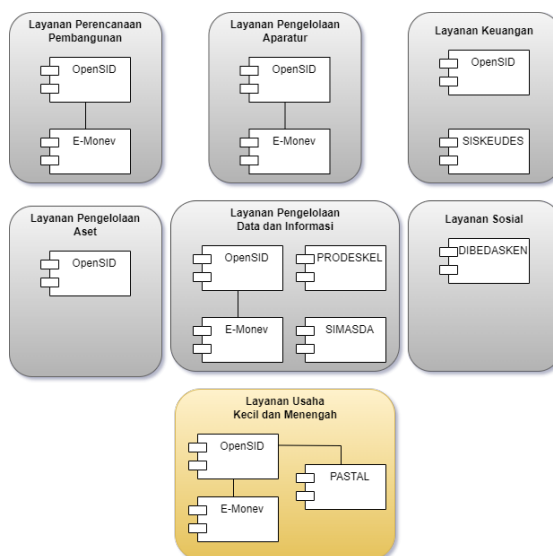 Layanan Perencanaan
Pembangunan
OpenSID
E-Monev
Layanan Pengelolaan
Aparatur
OpenSID
E-Monev
Layanan Keuangan
OpenSID
SISKEUDES
Layanan Pengelolaan
Aset
OpenSID
Layanan Pengelolaan
Data dan Informasi
OpenSID
PRODESKEL
E-Monev
SIMASDA
Layanan Sosial
DIBEDASKEN
Layanan Usaha
Kecil dan Menengah
OpenSID
PASTAL
E-Monev